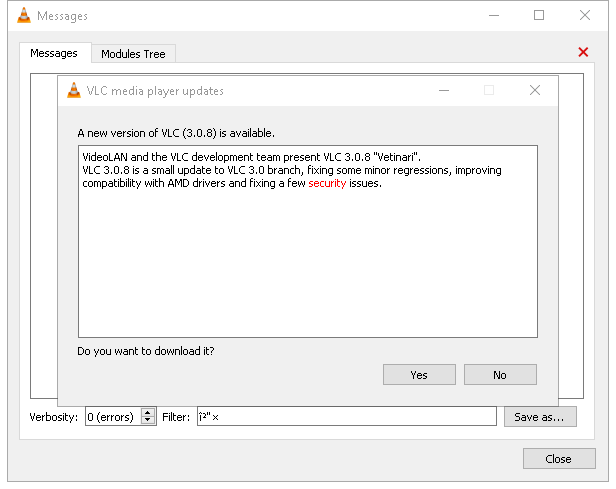 Messages
Messages
Modules Tree
VLC media player updates
A new version of VLC (3.0.8) is available.
VideoLAN and the VLC development team present VLC 3.0.8 "Vetinari".
VLC 3.0.8 is a small update to VLC 3.0 branch, fixing some minor regressions, improving
compatibility with AMD drivers and fixing a few security issues.
Do you want to download it?
Yes
No
Verbosity:
0 (errors)
Filter:
î²"×
Save as...
Close